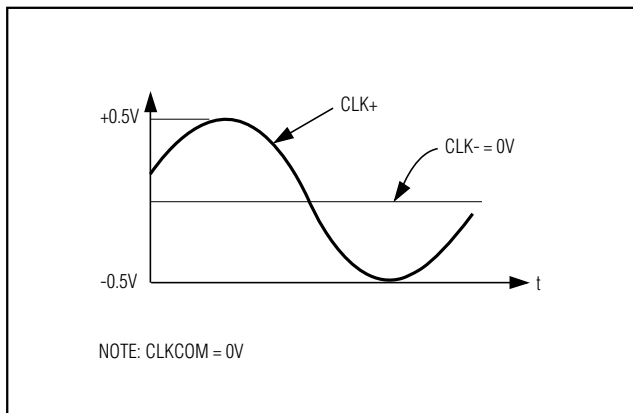 +0.5V
CLK+
CLK- = 0V
-0.5V
t
NOTE: CLKCOM = 0V